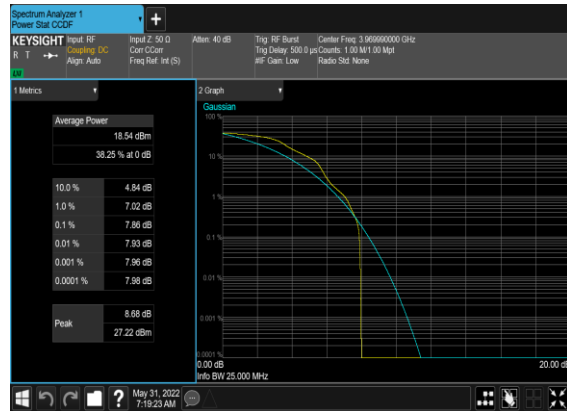 Spectrum Analyzer 1
Power Stat CCDF
KEYSIGHT
R T
Input: RF
Coupling: DC
Align: Auto
Input Z: 50 Ω
Corr CCorr
Freq Ref: Int (S)
Atten: 40 dB
Trig: RF Burst
Trig Delay: 500.0 µs
#IF Gain: Low
Center Freq: 3.969990000 GHz
Counts: 1.00 M/1.00 Mpt
Radio Std: None
1 Metrics
Average Power
18.54 dBm
38.25 % at 0 dB
10.0 % 4.84 dB
1.0 % 7.02 dB
0.1 % 7.86 dB
0.01 % 7.93 dB
0.001 % 7.96 dB
0.0001 % 7.98 dB
Peak
8.68 dB
27.22 dBm
2 Graph
Gaussian
100 %
10 %
1 %
0.1 %
0.01 %
0.001 %
0.0001 %
0.00 dB
20.00 dB
Info BW 25.000 MHz
?
May 31, 2022
7:19:23 AM